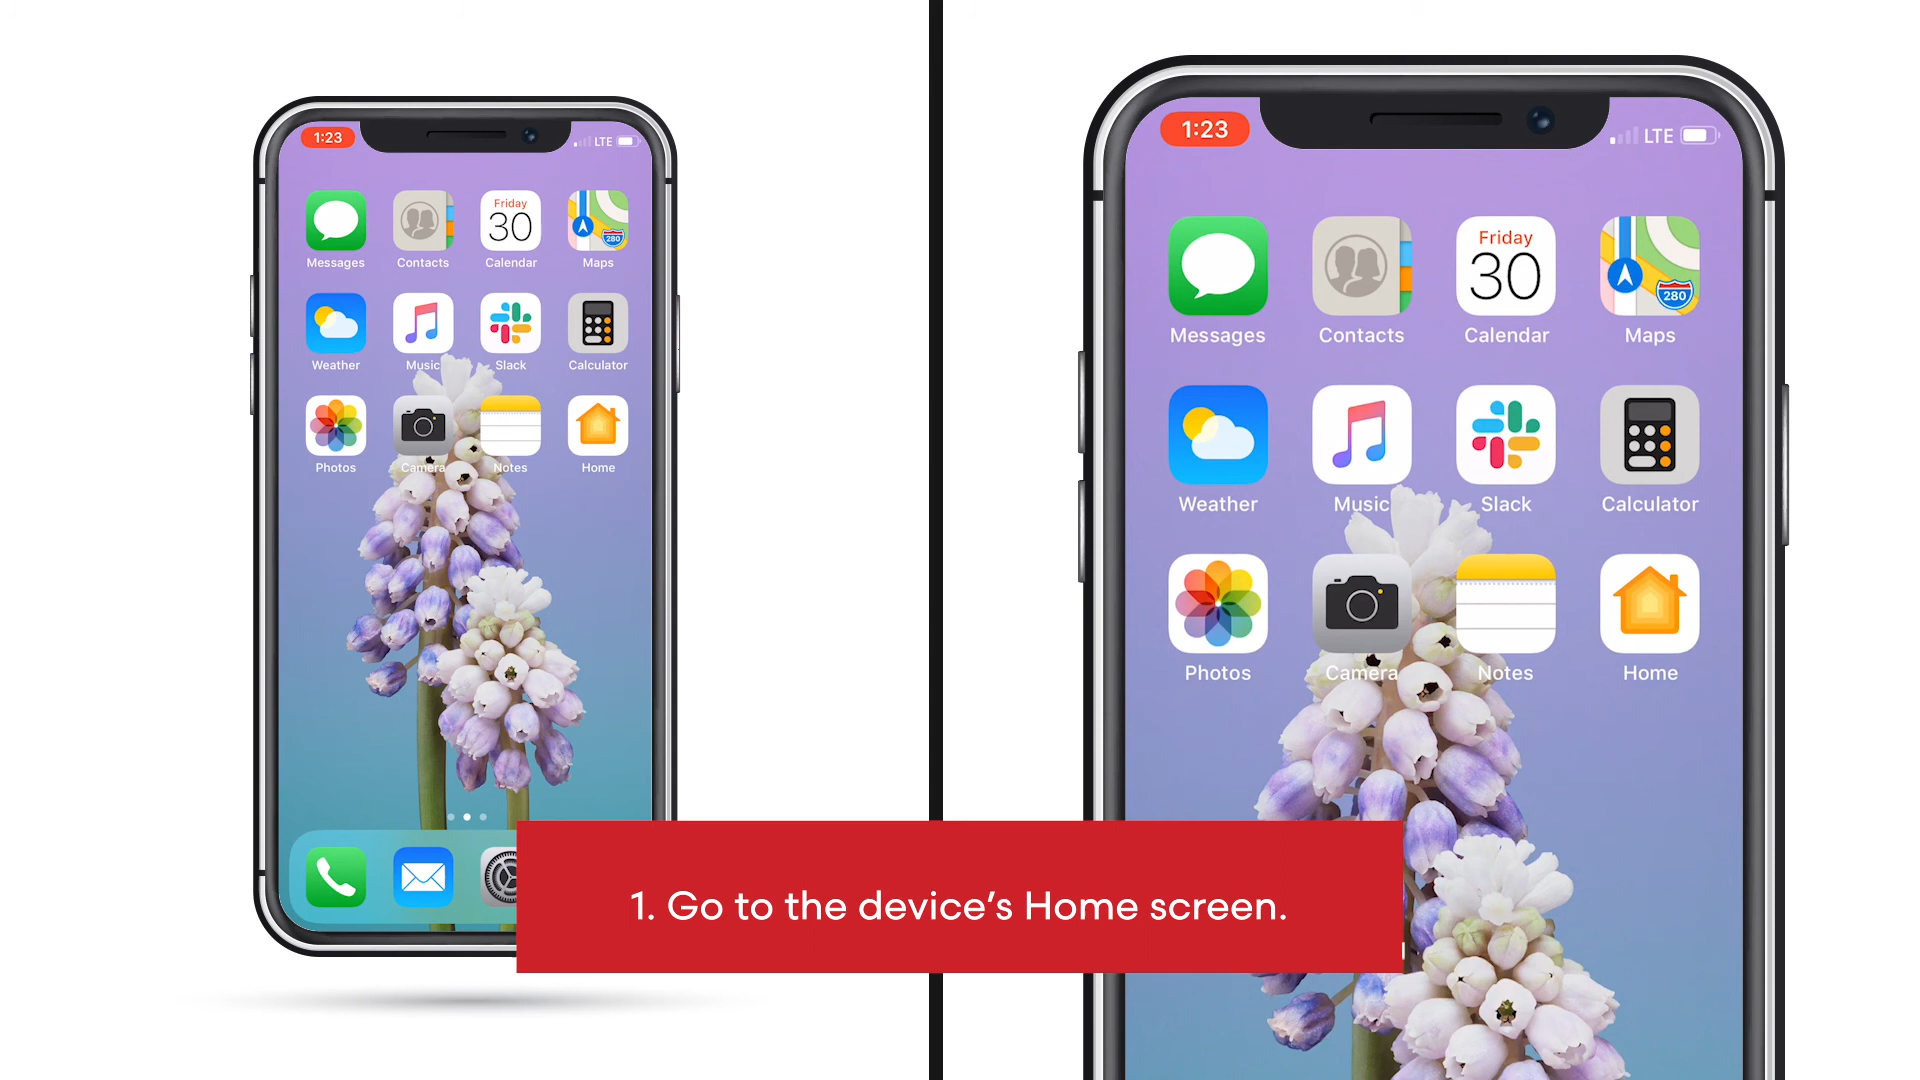 1:23
LTE
Friday
30
280
Messages
Contacts
Calendar
Maps
Weather
Music
Slack
Calculator
Photos
Camera
Notes
Home
1:23
LTE
Friday
30
280
Messages
Contacts
Calendar
Maps
Weather
Music
Slack
Calculator
Photos
Camera
Notes
Home
1. Go to the device’s Home screen.